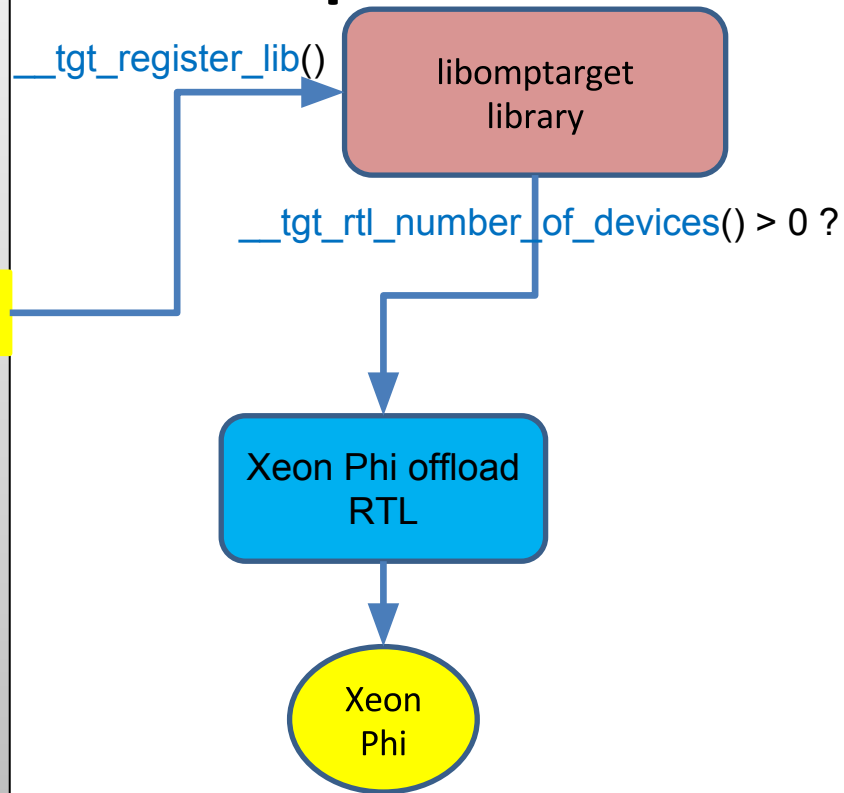 __tgt_register_lib()
libomptarget
library
__tgt_rtl_number_of_devices() > 0 ?
Xeon Phi offload
RTL
Xeon
Phi